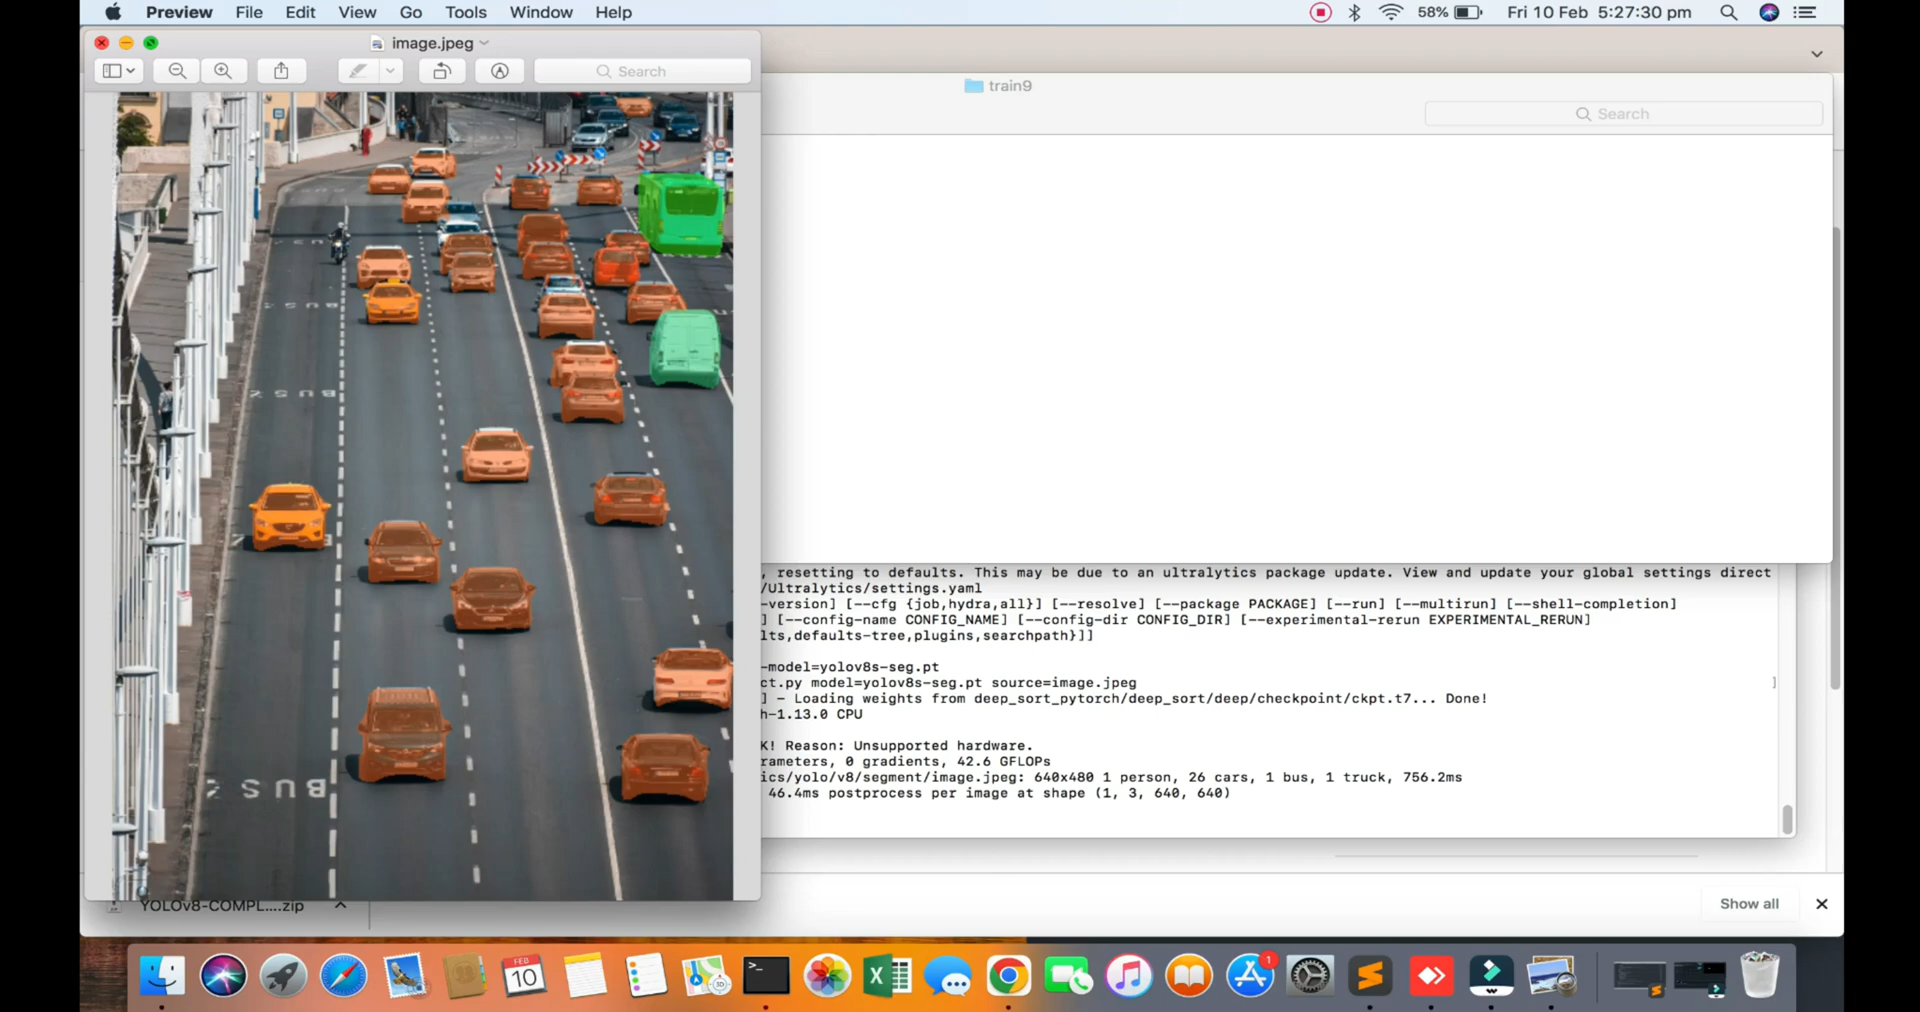 Preview File Edit View Go Tools Window Help
58% Fri 10 Feb 5:27:30 pm
image.jpeg
Search
train9
Search
BUS
BUS
, resetting to defaults. This may be due to an ultralytics package update. View and update your global settings direct
/Ultralytics/settings.yaml
-version] [--cfg {job,hydra,all}] [--resolve] [--package PACKAGE] [--run] [--multirun] [--shell-completion]
] [--config-name CONFIG_NAME] [--config-dir CONFIG_DIR] [--experimental-rerun EXPERIMENTAL_RERUN]
lts,defaults-tree,plugins,searchpath}]]
-model=yolov8s-seg.pt
ct.py model=yolov8s-seg.pt source=image.jpeg ]
] - Loading weights from deep_sort_pytorch/deep_sort/deep/checkpoint/ckpt.t7... Done!
h-1.13.0 CPU
K! Reason: Unsupported hardware.
rameters, 0 gradients, 42.6 GFLOPs
ics/yolo/v8/segment/image.jpeg: 640x480 1 person, 26 cars, 1 bus, 1 truck, 756.2ms
46.4ms postprocess per image at shape (1, 3, 640, 640)
YOLOv8-COMPL....zip
Show all
FEB
10
1